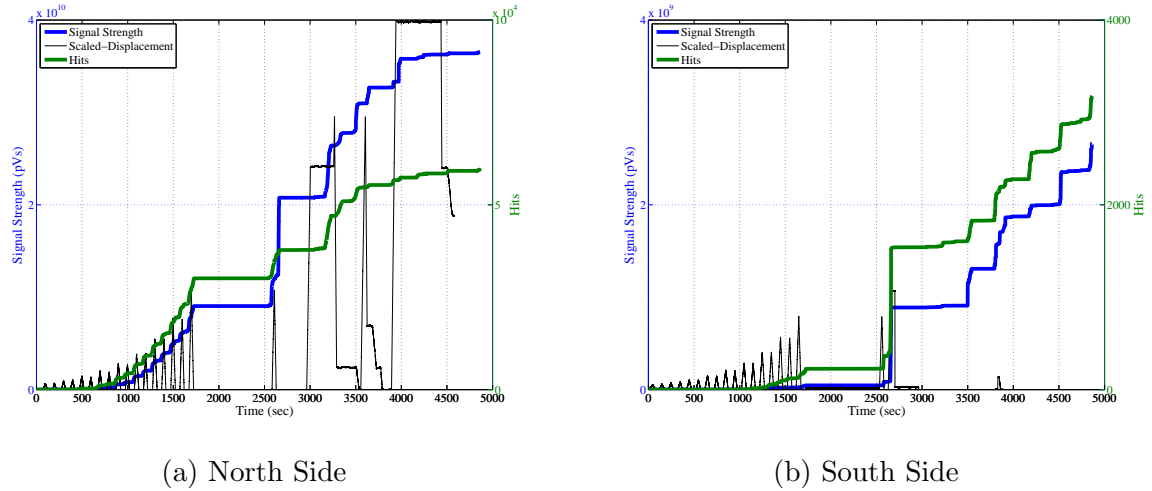 4 x 10^10
Signal Strength
Scaled–Displacement
Hits
2
0
Signal Strength (pVs)
10 x 10^4
5
0
Hits
0 500 1000 1500 2000 2500 3000 3500 4000 4500 5000
Time (sec)
(a) North Side
4 x 10^9
Signal Strength
Scaled–Displacement
Hits
2
0
Signal Strength (pVs)
4000
2000
0
Hits
0 500 1000 1500 2000 2500 3000 3500 4000 4500 5000
Time (sec)
(b) South Side